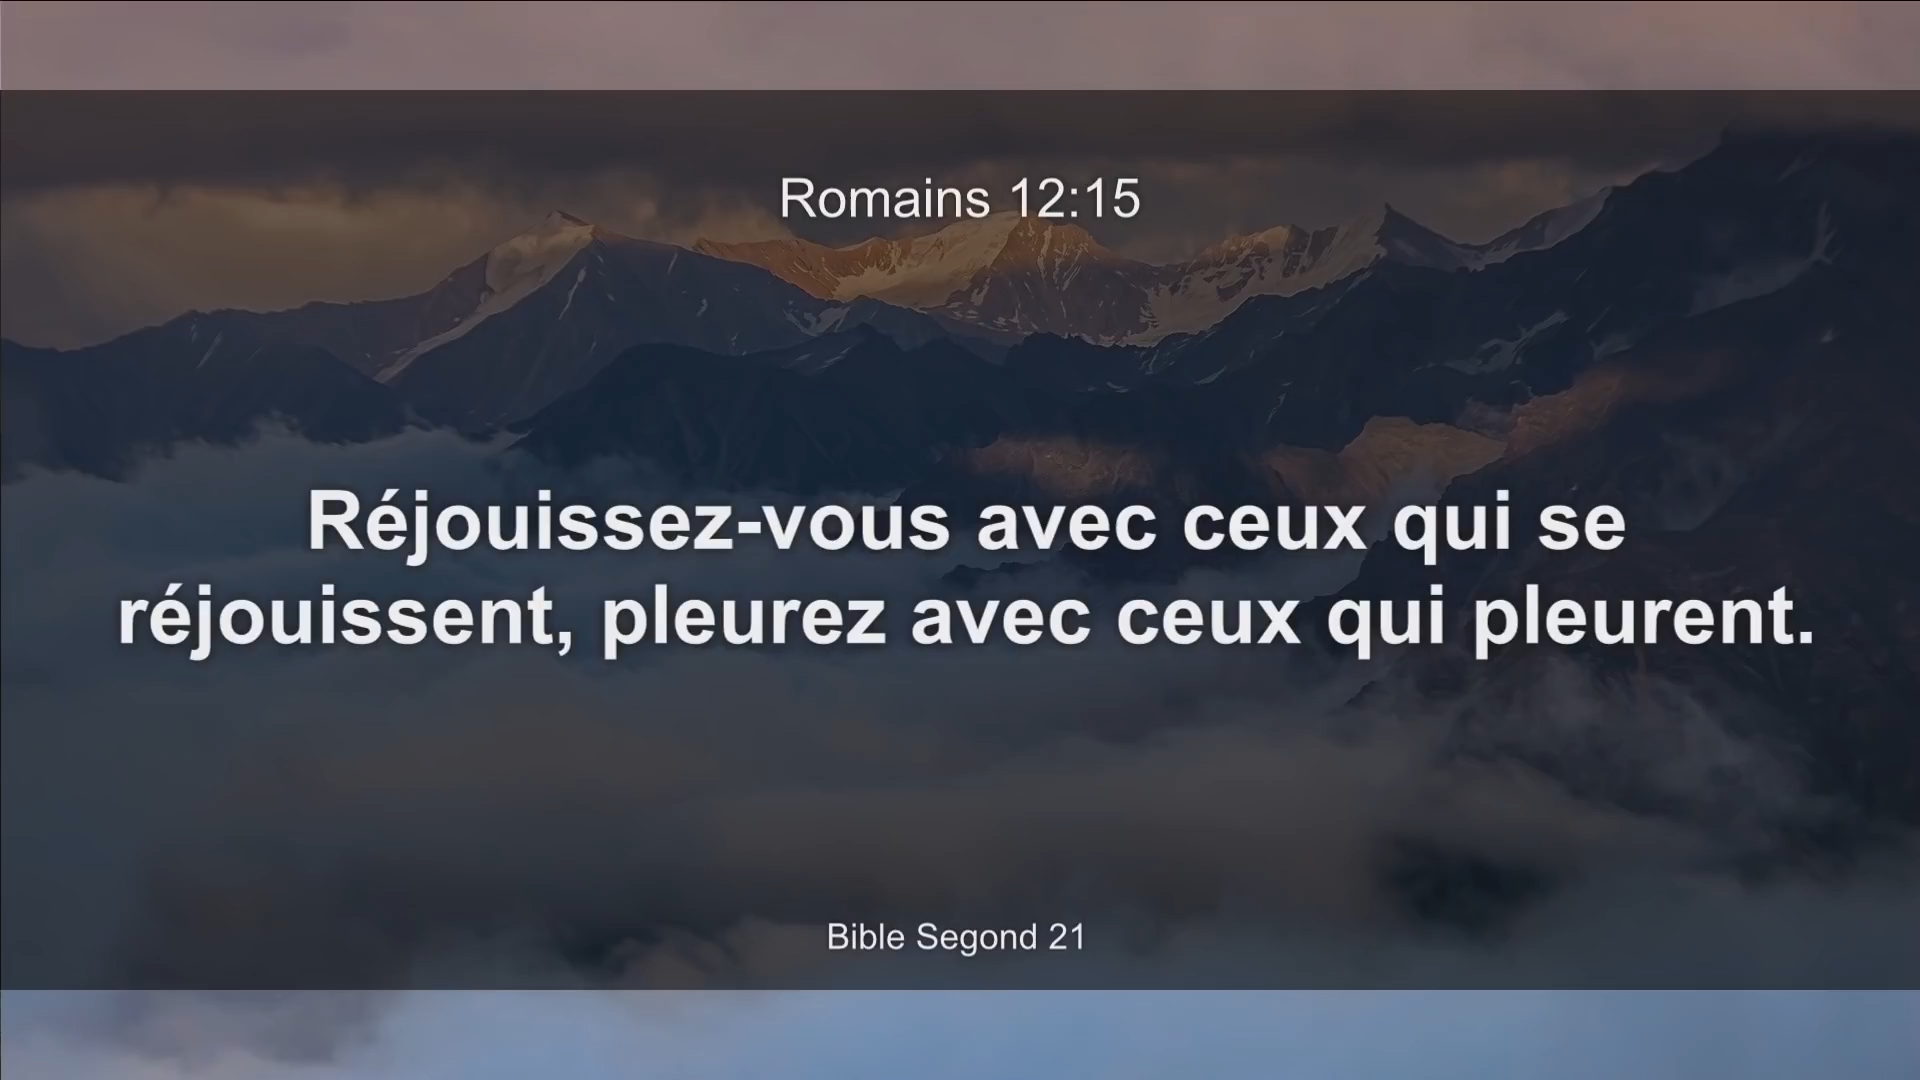 Romains 12:15
Réjouissez-vous avec ceux qui se
réjouissent, pleurez avec ceux qui pleurent.
Bible Segond 21